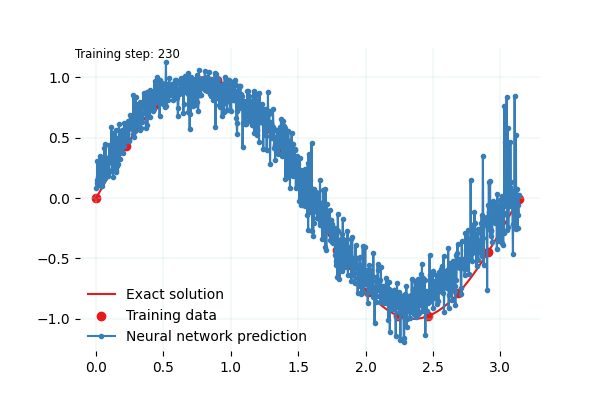 Training step: 230
1.0
0.5
0.0
−0.5
−1.0
Exact solution
Training data
Neural network prediction
0.0 0.5 1.0 1.5 2.0 2.5 3.0